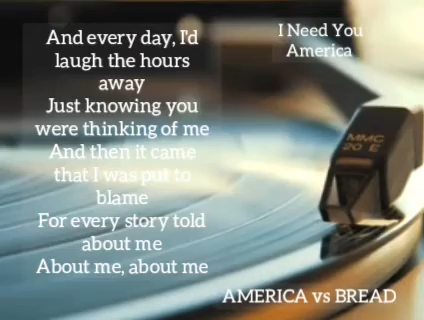 And every day, I'd
laugh the hours
away
Just knowing you
were thinking of me
And then it came
that I was put to
blame
For every story told
about me
About me, about me
I Need You
America
MMC
20 E
AMERICA vs BREAD